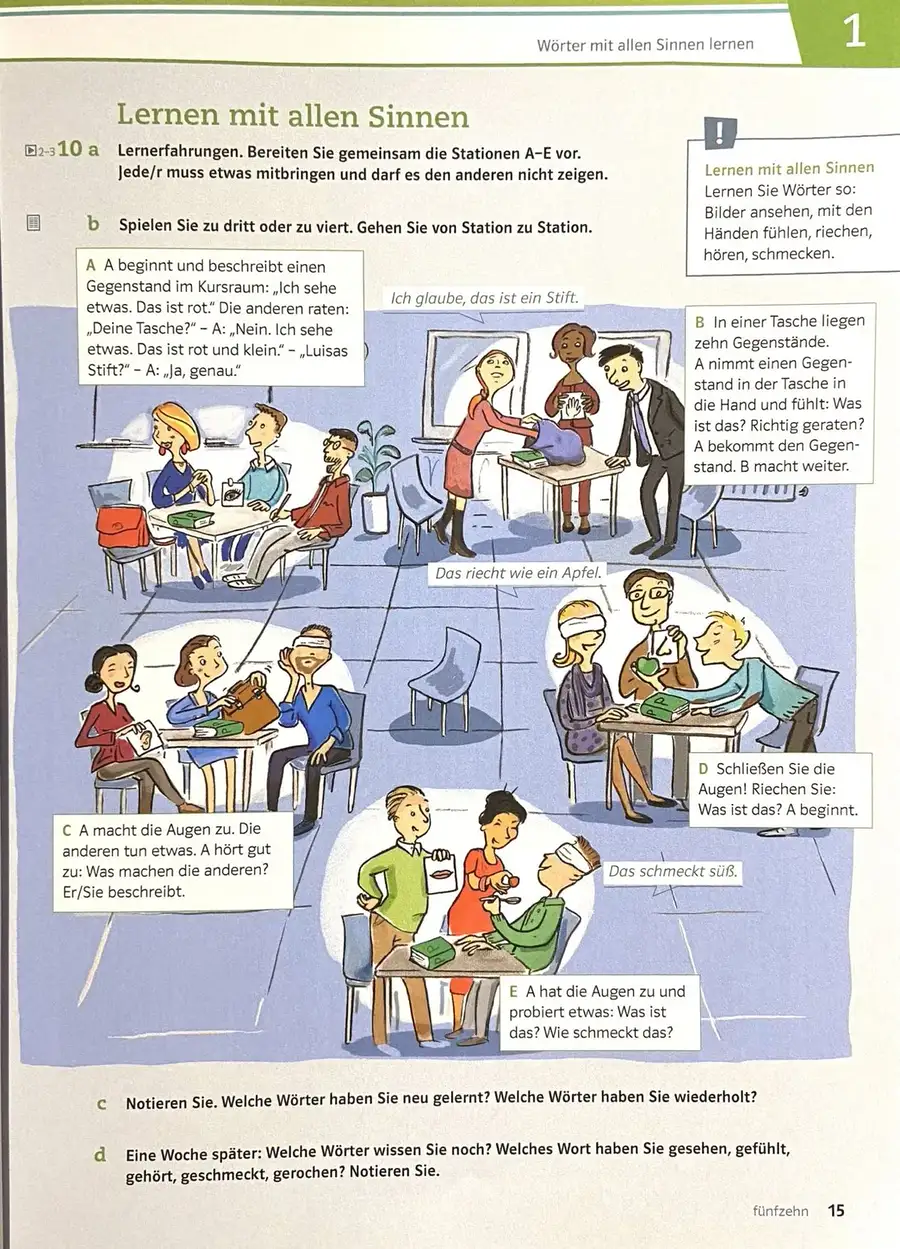 Wörter mit allen Sinnen lernen
1
Lernen mit allen Sinnen
2–3 10 a Lernerfahrungen. Bereiten Sie gemeinsam die Stationen A–E vor.
Jede/r muss etwas mitbringen und darf es den anderen nicht zeigen.
!
Lernen mit allen Sinnen
Lernen Sie Wörter so:
Bilder ansehen, mit den
Händen fühlen, riechen,
hören, schmecken.
b Spielen Sie zu dritt oder zu viert. Gehen Sie von Station zu Station.
A A beginnt und beschreibt einen
Gegenstand im Kursraum: „Ich sehe
etwas. Das ist rot.“ Die anderen raten:
„Deine Tasche?“ – A: „Nein. Ich sehe
etwas. Das ist rot und klein.“ – „Luisas
Stift?“ – A: „Ja, genau.“
Ich glaube, das ist ein Stift.
B In einer Tasche liegen
zehn Gegenstände.
A nimmt einen Gegen-
stand in der Tasche in
die Hand und fühlt: Was
ist das? Richtig geraten?
A bekommt den Gegen-
stand. B macht weiter.
Das riecht wie ein Apfel.
C A macht die Augen zu. Die
anderen tun etwas. A hört gut
zu: Was machen die anderen?
Er/Sie beschreibt.
D Schließen Sie die
Augen! Riechen Sie:
Was ist das? A beginnt.
Das schmeckt süß.
E A hat die Augen zu und
probiert etwas: Was ist
das? Wie schmeckt das?
c Notieren Sie. Welche Wörter haben Sie neu gelernt? Welche Wörter haben Sie wiederholt?
d Eine Woche später: Welche Wörter wissen Sie noch? Welches Wort haben Sie gesehen, gefühlt,
gehört, geschmeckt, gerochen? Notieren Sie.
fünfzehn 15